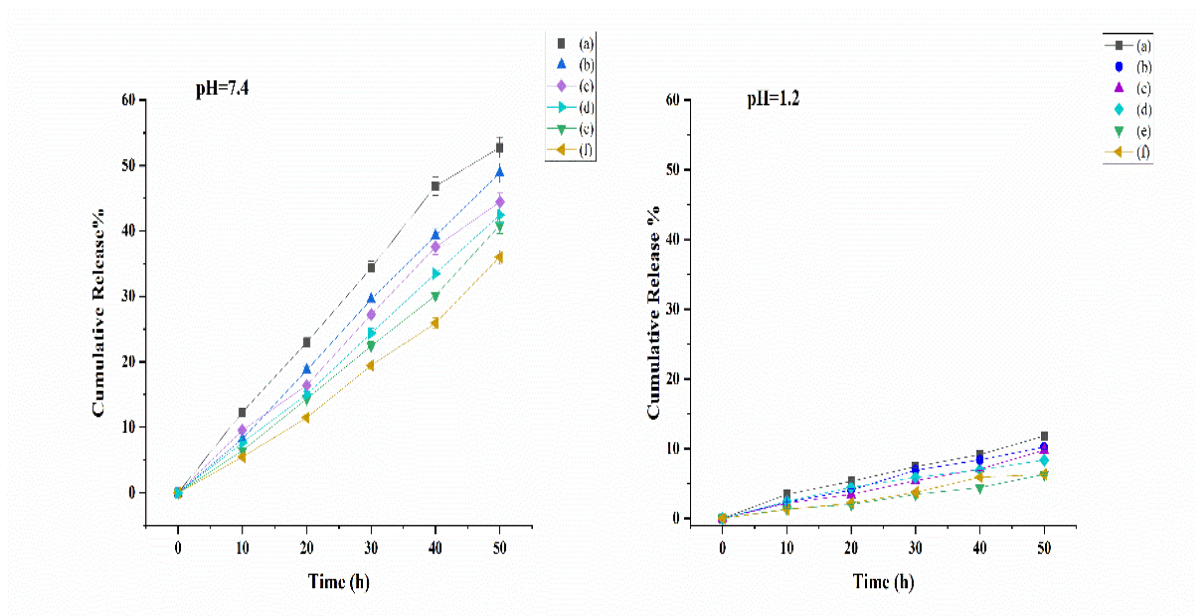 pH=7.4
(a)
(b)
(c)
(d)
(e)
(f)
60
50
40
30
20
10
0
Cumulative Release%
0 10 20 30 40 50
Time (h)
pH=1.2
(a)
(b)
(c)
(d)
(e)
(f)
60
50
40
30
20
10
0
Cumulative Release %
0 10 20 30 40 50
Time (h)